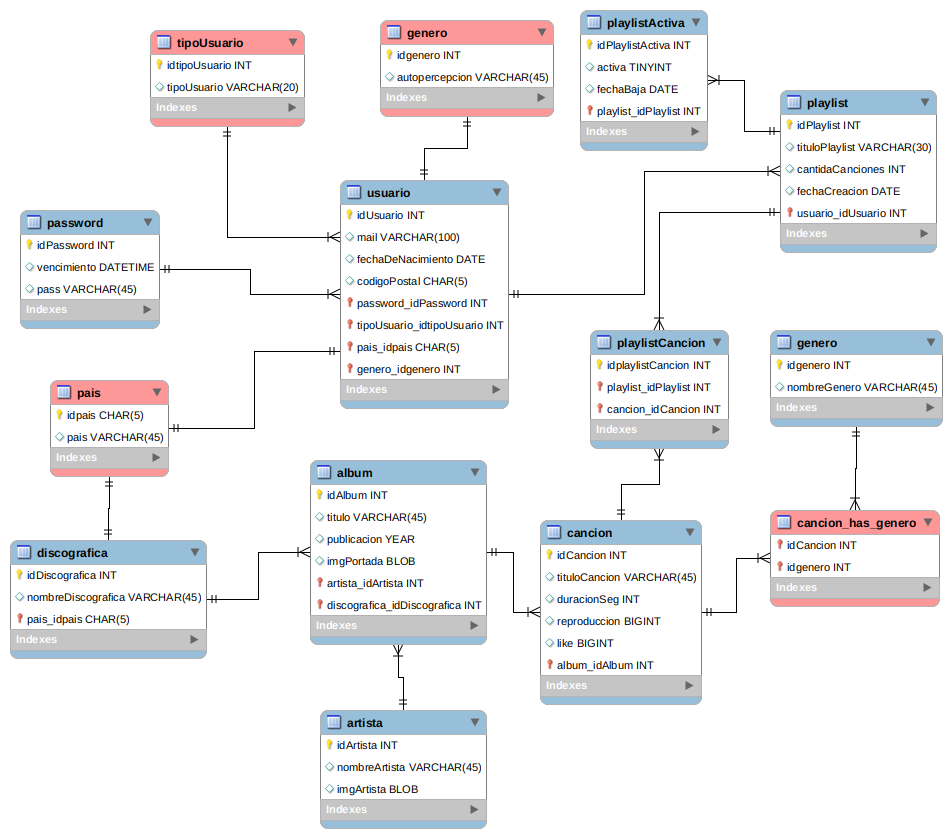 tipoUsuario
idtipoUsuario INT
tipoUsuario VARCHAR(20)
Indexes
genero
idgenero INT
autopercepcion VARCHAR(45)
Indexes
playlistActiva
idPlaylistActiva INT
activa TINYINT
fechaBaja DATE
playlist_idPlaylist INT
Indexes
playlist
idPlaylist INT
tituloPlaylist VARCHAR(30)
cantidaCanciones INT
fechaCreacion DATE
usuario_idUsuario INT
Indexes
password
idPassword INT
vencimiento DATETIME
pass VARCHAR(45)
Indexes
usuario
idUsuario INT
mail VARCHAR(100)
fechaDeNacimiento DATE
codigoPostal CHAR(5)
password_idPassword INT
tipoUsuario_idtipoUsuario INT
pais_idpais CHAR(5)
genero_idgenero INT
Indexes
pais
idpais CHAR(5)
pais VARCHAR(45)
Indexes
playlistCancion
idplaylistCancion INT
playlist_idPlaylist INT
cancion_idCancion INT
Indexes
genero
idgenero INT
nombreGenero VARCHAR(45)
Indexes
discografica
idDiscografica INT
nombreDiscografica VARCHAR(45)
pais_idpais CHAR(5)
Indexes
album
idAlbum INT
titulo VARCHAR(45)
publicacion YEAR
imgPortada BLOB
artista_idArtista INT
discografica_idDiscografica INT
Indexes
cancion
idCancion INT
tituloCancion VARCHAR(45)
duracionSeg INT
reproduccion BIGINT
like BIGINT
album_idAlbum INT
Indexes
cancion_has_genero
idCancion INT
idgenero INT
Indexes
artista
idArtista INT
nombreArtista VARCHAR(45)
imgArtista BLOB
Indexes